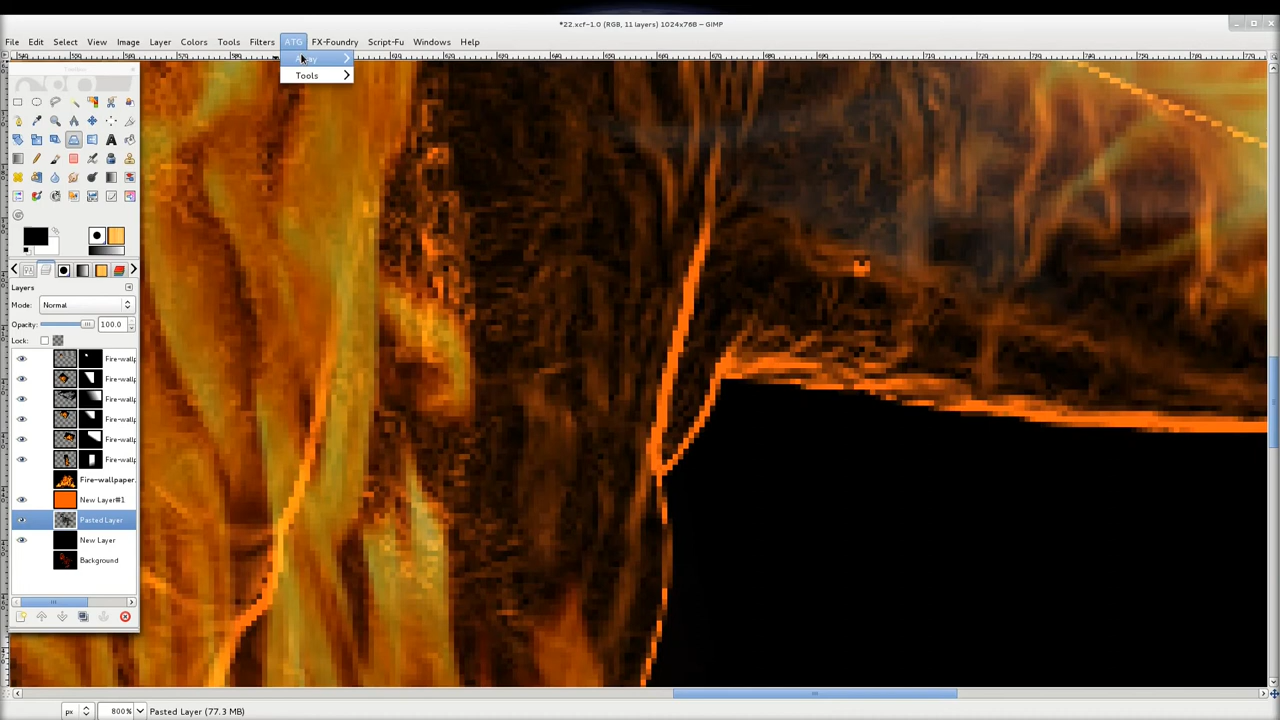 *22.xcf-1.0 (RGB, 11 layers) 1024x768 – GIMP
File Edit Select View Image Layer Colors Tools Filters ATG FX-Foundry Script-Fu Windows Help
Array
Tools
Layers
Mode: Normal
Opacity: 100.0
Lock:
Fire-wallp
Fire-wallp
Fire-wallp
Fire-wallp
Fire-wallp
Fire-wallp
Fire-wallpaper.
New Layer#1
Pasted Layer
New Layer
Background
px 800% Pasted Layer (77.3 MB)